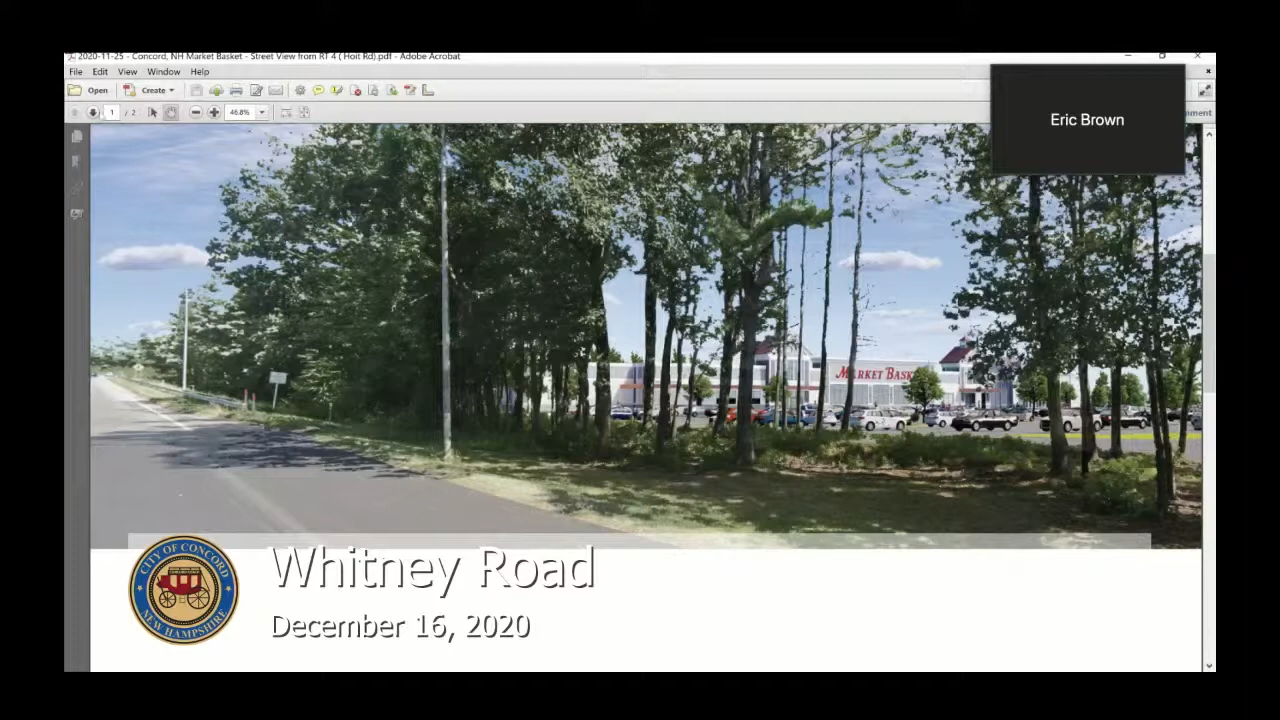 2020-11-25 - Concord, NH Market Basket - Street View from RT 4 ( Hoit Rd).pdf - Adobe Acrobat
File Edit View Window Help
Open Create
1 / 2 46.8%
mment
Eric Brown
MARKET BASK
CITY OF CONCORD
NEW HAMPSHIRE
Whitney Road
December 16, 2020